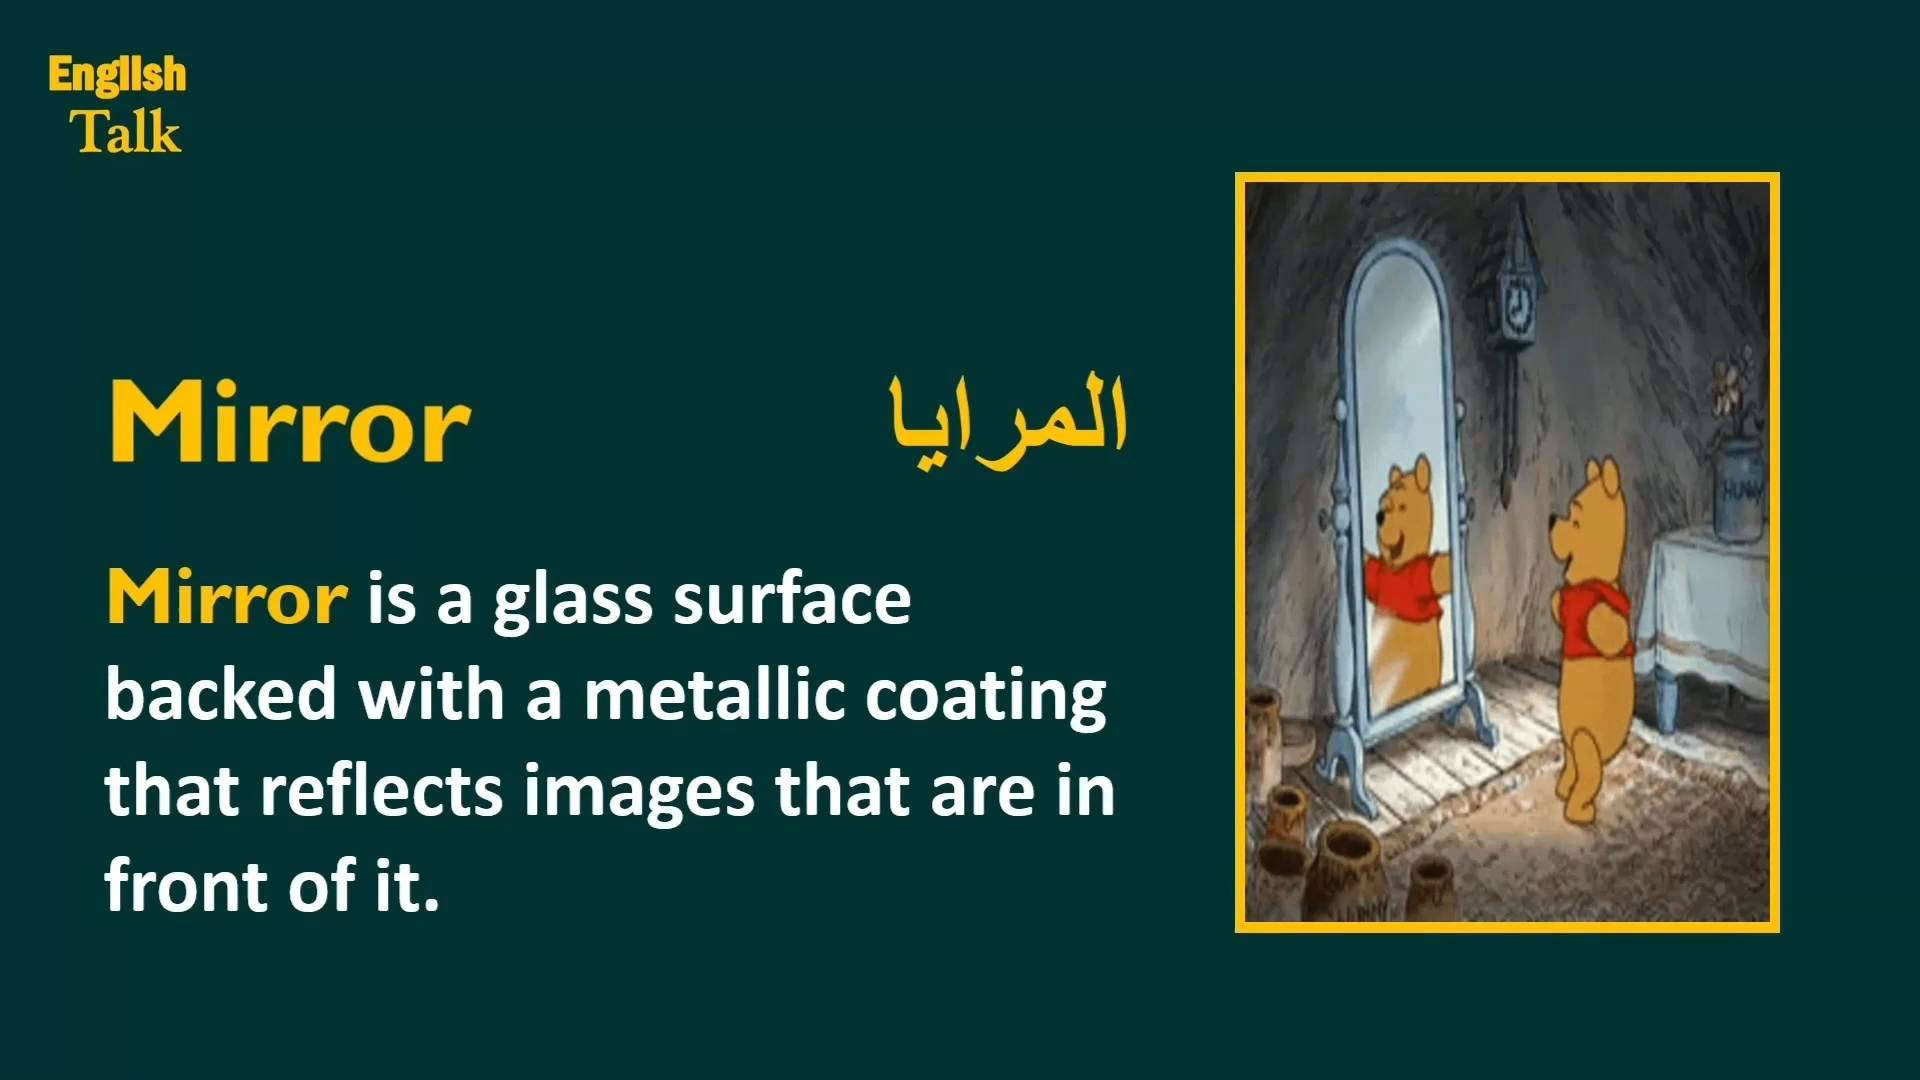 English
Talk
Mirror
المرايا
Mirror is a glass surface
backed with a metallic coating
that reflects images that are in
front of it.
HUNNY